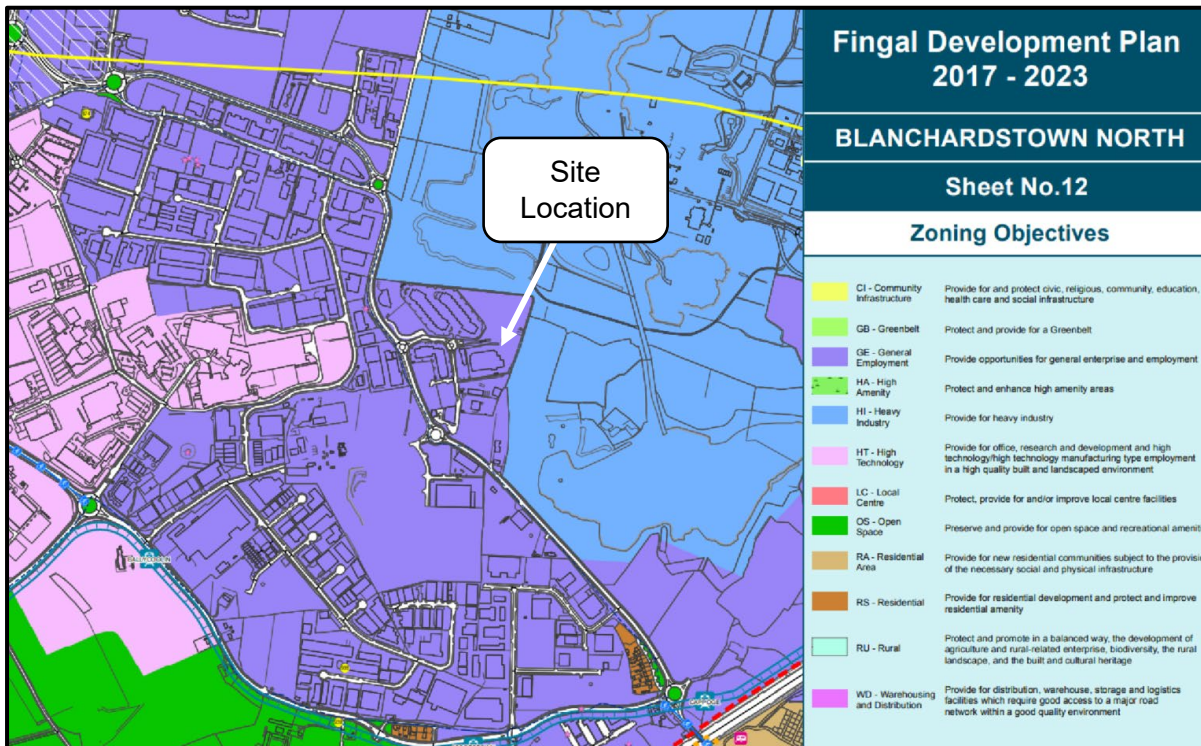 Site
Location
Fingal Development Plan
2017 - 2023
BLANCHARDSTOWN NORTH
Sheet No.12
Zoning Objectives
CI - Community
Infrastructure
Provide for and protect civic, religious, community, education,
health care and social infrastructure
GB - Greenbelt
Protect and provide for a Greenbelt
GE - General
Employment
Provide opportunities for general enterprise and employment
HA - High
Amenity
Protect and enhance high amenity areas
HI - Heavy
Industry
Provide for heavy industry
HT - High
Technology
Provide for office, research and development and high
technology/high technology manufacturing type employment
in a high quality built and landscaped environment
LC - Local
Centre
Protect, provide for and/or improve local centre facilities
OS - Open
Space
Preserve and provide for open space and recreational ameniti
RA - Residential
Area
Provide for new residential communities subject to the provisi
of the necessary social and physical infrastructure
RS - Residential
Provide for residential development and protect and improve
residential amenity
RU - Rural
Protect and promote in a balanced way, the development of
agriculture and rural-related enterprise, biodiversity, the rural
landscape, and the built and cultural heritage
WD - Warehousing
and Distribution
Provide for distribution, warehouse, storage and logistics
facilities which require good access to a major road
network within a good quality environment